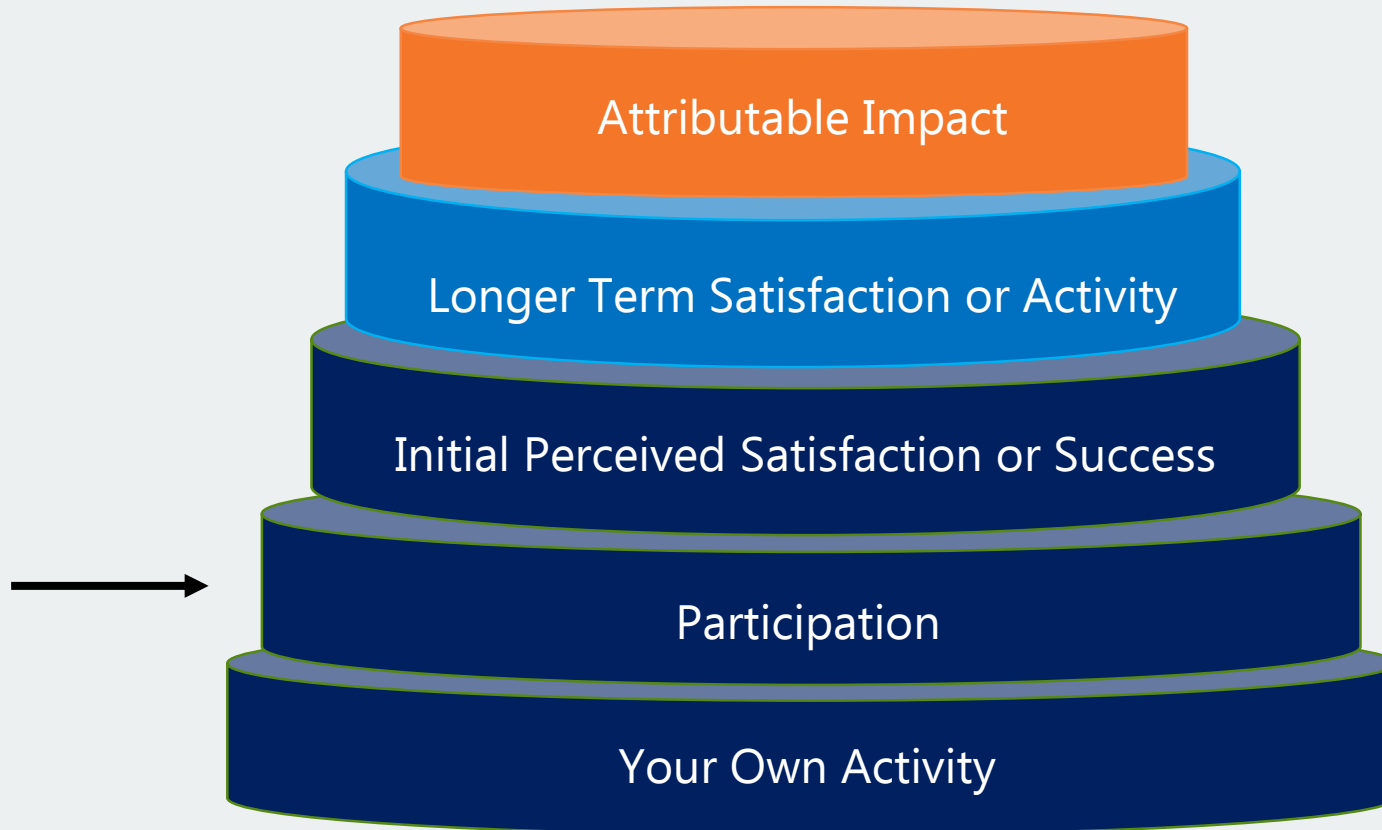 Attributable Impact
Longer Term Satisfaction or Activity
Initial Perceived Satisfaction or Success
Participation
Your Own Activity